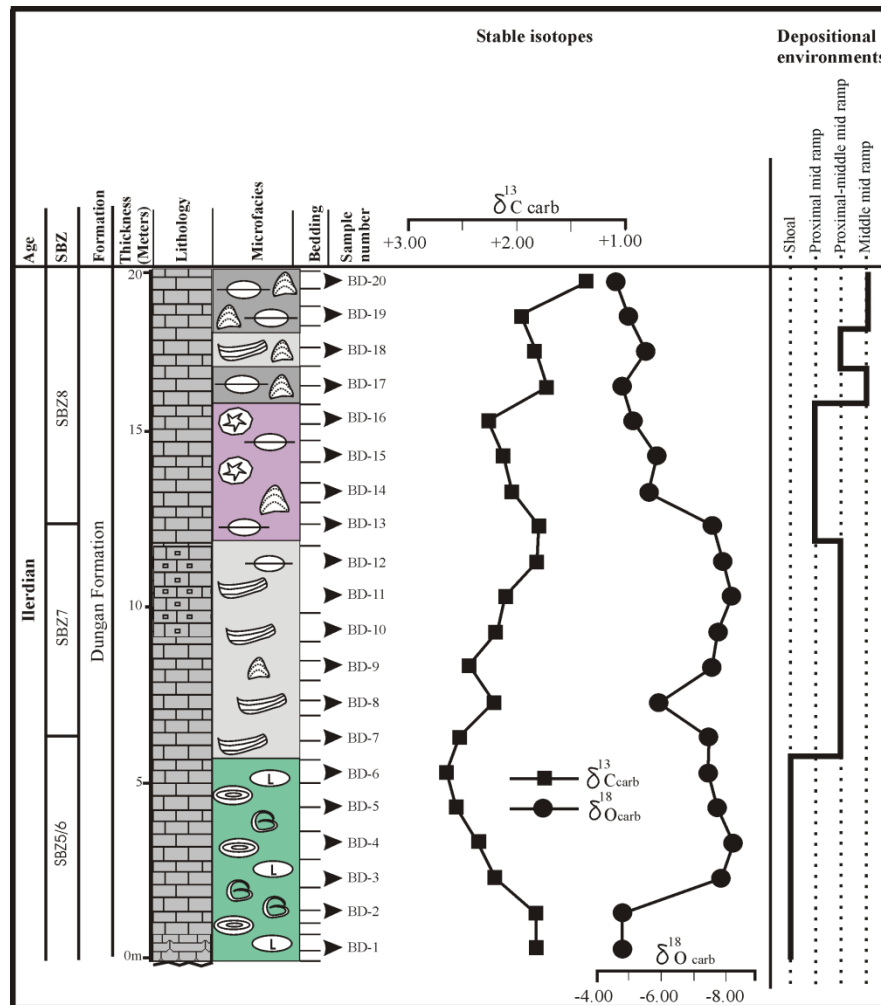 Stable isotopes
Depositional
environments
Shoal
Proximal mid ramp
Proximal-middle mid ramp
Middle mid ramp
δ13C carb
+3.00 +2.00 +1.00
Age
SBZ
Formation
Thickness
(Meters)
Lithology
Microfacies
Bedding
Sample
number
20
15
10
5
0m
Ilerdian
SBZ8
SBZ7
SBZ5/6
Dungan Formation
BD-20
BD-19
BD-18
BD-17
BD-16
BD-15
BD-14
BD-13
BD-12
BD-11
BD-10
BD-9
BD-8
BD-7
BD-6
BD-5
BD-4
BD-3
BD-2
BD-1
L
L
L
δ13Ccarb
δ18Ocarb
δ18O carb
-4.00 -6.00 -8.00